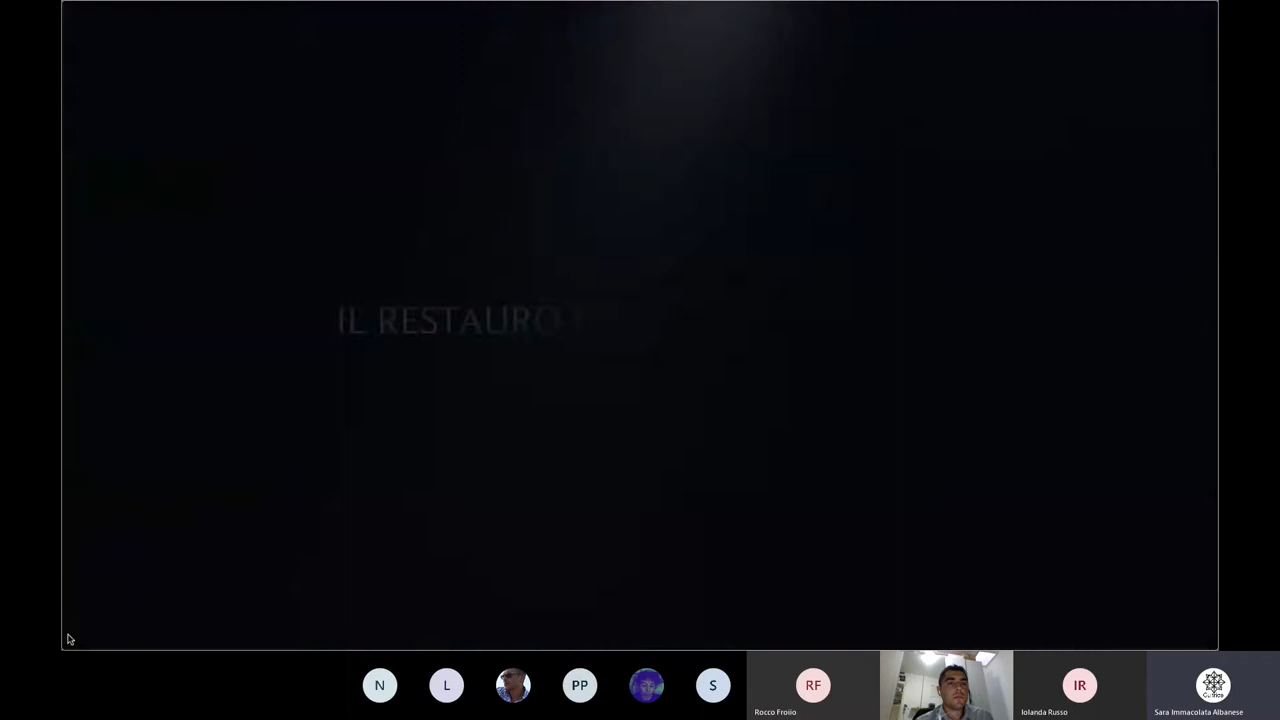 IL RESTAURO
N
L
PP
S
RF
IR
Rocco Froiio
Iolanda Russo
Sara Immacolata Albanese